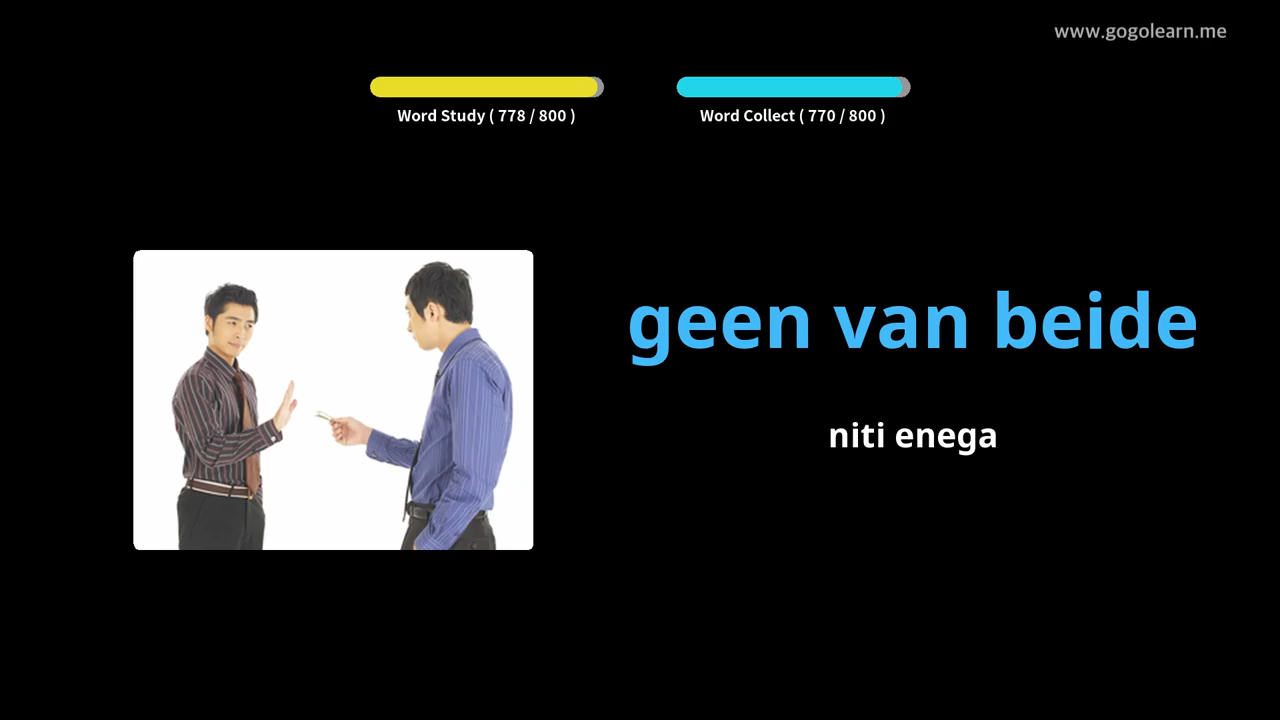 www.gogolearn.me
Word Study ( 778 / 800 )
Word Collect ( 770 / 800 )
geen van beide
niti enega